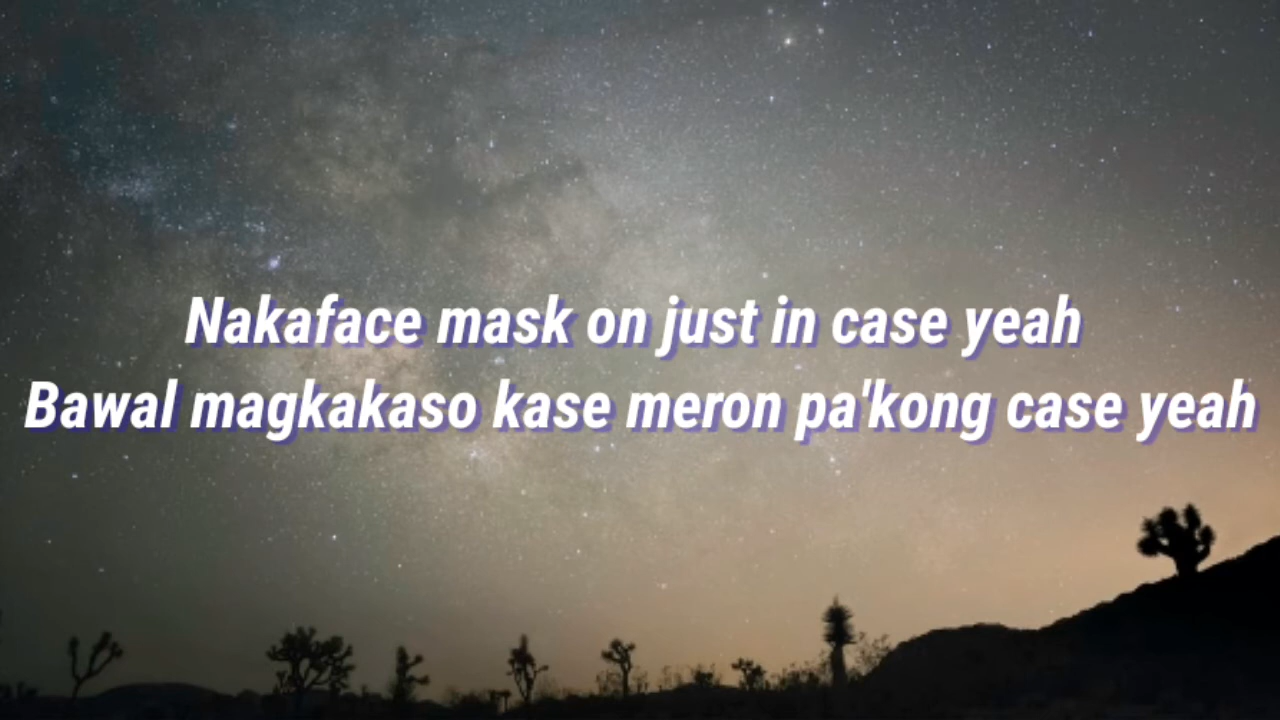 Nakaface mask on just in case yeah
Bawal magkakaso kase meron pa'kong case yeah